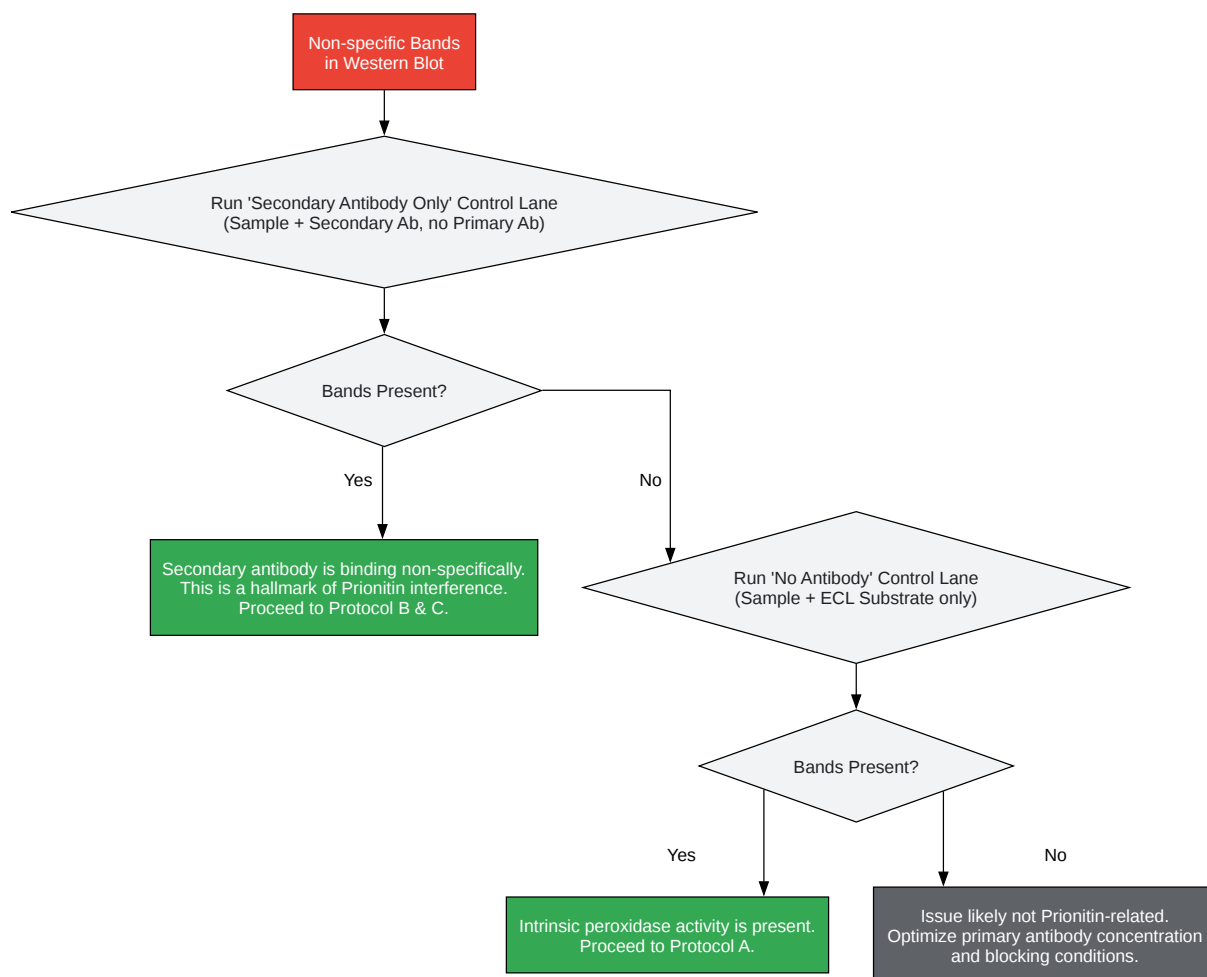 Non-specific Bands
in Western Blot
Run 'Secondary Antibody Only' Control Lane
(Sample + Secondary Ab, no Primary Ab)
Bands Present?
Yes
No
Secondary antibody is binding non-specifically.
This is a hallmark of Prionitin interference.
Proceed to Protocol B & C.
Run 'No Antibody' Control Lane
(Sample + ECL Substrate only)
Bands Present?
Yes
No
Intrinsic peroxidase activity is present.
Proceed to Protocol A.
Issue likely not Prionitin-related.
Optimize primary antibody concentration
and blocking conditions.